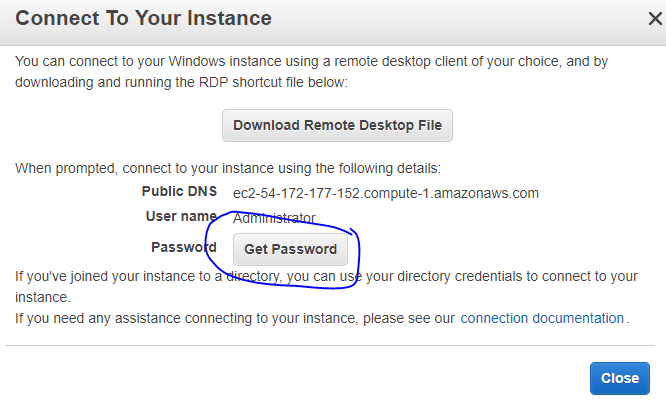 Connect To Your Instance
You can connect to your Windows instance using a remote desktop client of your choice, and by
downloading and running the RDP shortcut file below:
Download Remote Desktop File
When prompted, connect to your instance using the following details:
Public DNS ec2-54-172-177-152.compute-1.amazonaws.com
User name Administrator
Password Get Password
If you've joined your instance to a directory, you can use your directory credentials to connect to your
instance.
If you need any assistance connecting to your instance, please see our connection documentation.
Close